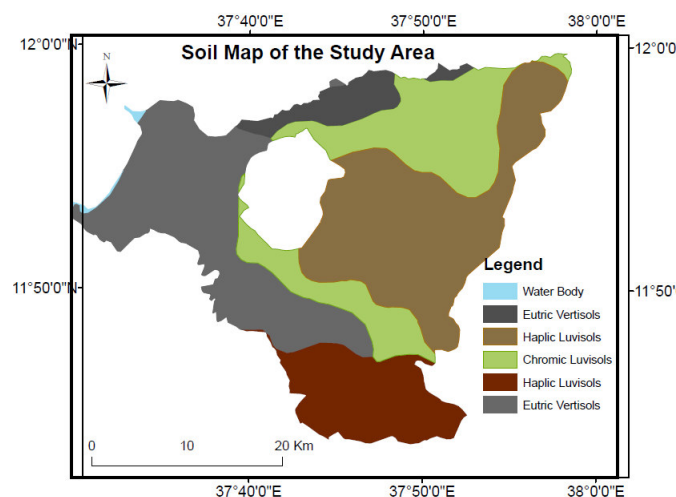 37°40'0"E 37°50'0"E 38°0'0"E
12°0'0"N 12°0'0
Soil Map of the Study Area
N
Legend
11°50'0"N 11°50'
Water Body
Eutric Vertisols
Haplic Luvisols
Chromic Luvisols
Haplic Luvisols
Eutric Vertisols
0 10 20 Km
37°40'0"E 37°50'0"E 38°0'0"E